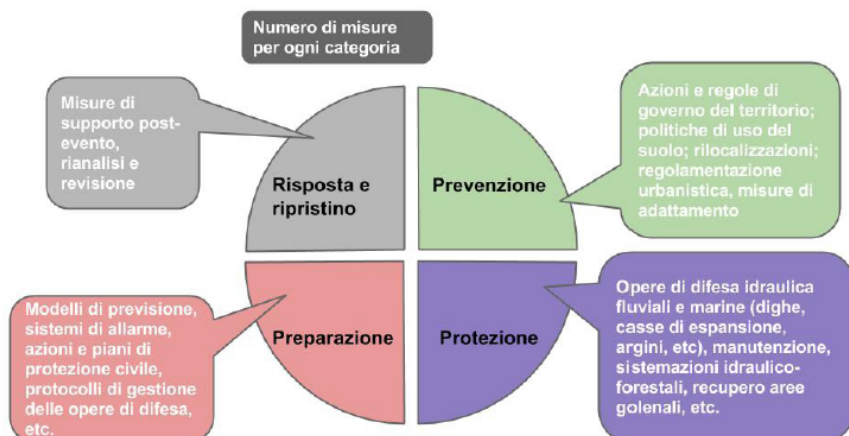 Numero di misure
per ogni categoria
Misure di
supporto post-
evento,
rianalisi e
revisione
Azioni e regole di
governo del territorio;
politiche di uso del
suolo; rilocalizzazioni;
regolamentazione
urbanistica, misure di
adattamento
Risposta e
ripristino
Prevenzione
Modelli di previsione,
sistemi di allarme,
azioni e piani di
protezione civile,
protocolli di gestione
delle opere di difesa,
etc.
Preparazione
Protezione
Opere di difesa idraulica
fluviali e marine (dighe,
casse di espansione,
argini, etc), manutenzione,
sistemazioni idraulico-
forestali, recupero aree
golenali, etc.